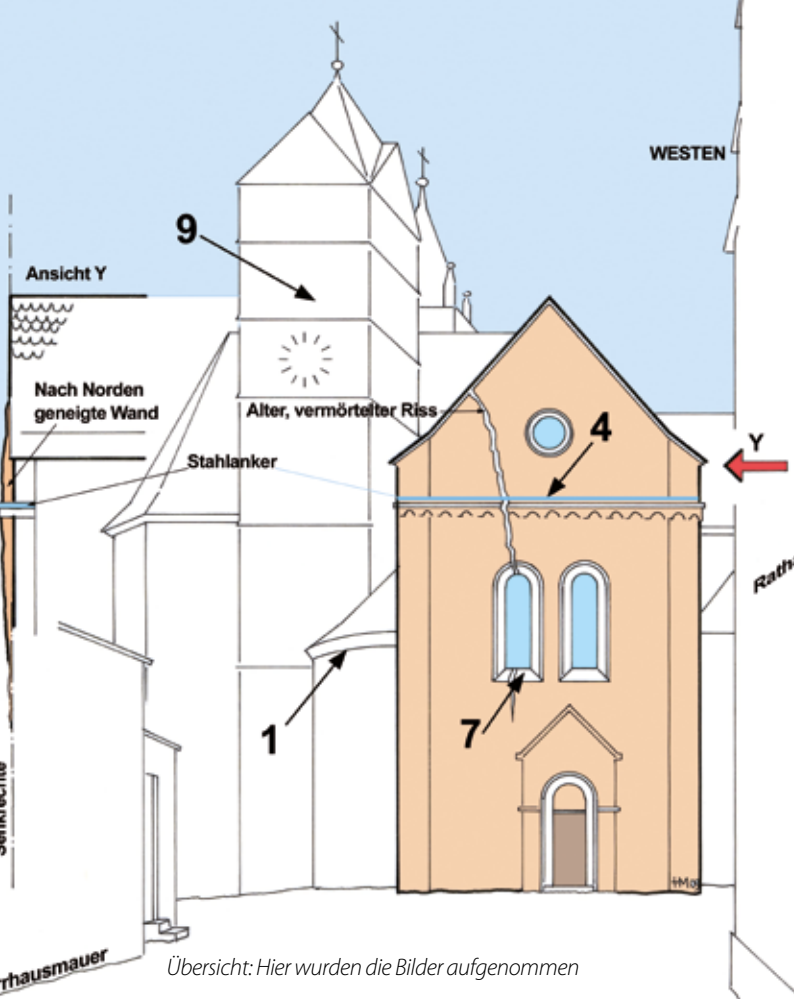 WESTEN
9
Ansicht Y
Nach Norden
geneigte Wand
Alter, vermörtelter Riss
4
Y
Stahlanker
1
7
HM
Übersicht: Hier wurden die Bilder aufgenommen